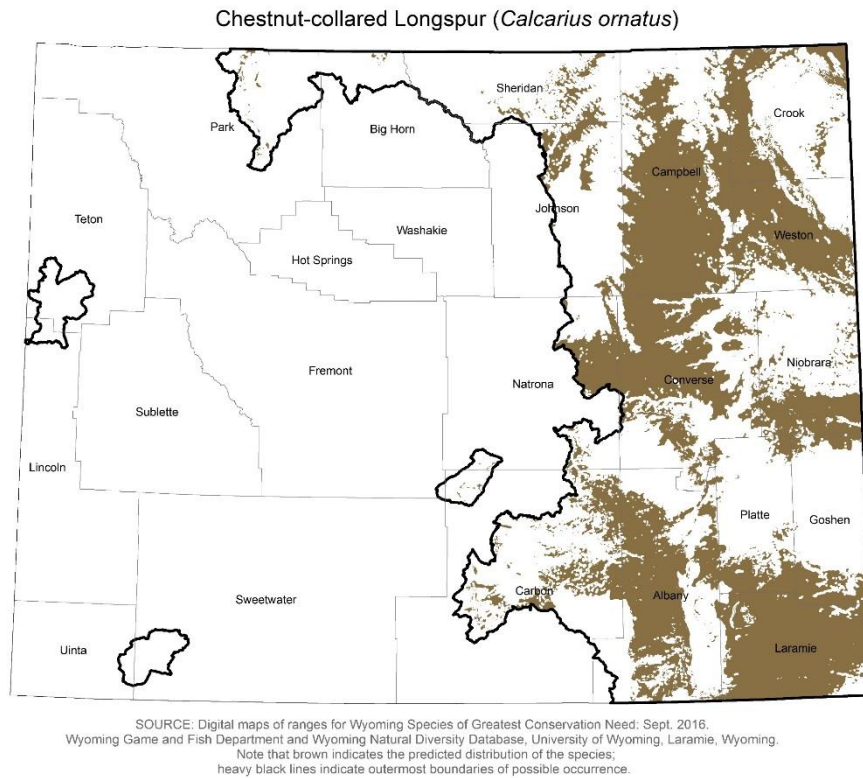 Chestnut-collared Longspur (Calcarius ornatus)
Sheridan
Crook
Park
Big Horn
Campbell
Johnson
Teton
Washakie
Weston
Hot Springs
Niobrara
Fremont
Natrona
Converse
Sublette
Lincoln
Platte
Goshen
Sweetwater
Carbon
Albany
Uinta
Laramie
SOURCE: Digital maps of ranges for Wyoming Species of Greatest Conservation Need: Sept. 2016.
Wyoming Game and Fish Department and Wyoming Natural Diversity Database, University of Wyoming, Laramie, Wyoming.
Note that brown indicates the predicted distribution of the species;
heavy black lines indicate outermost boundaries of possible occurrence.